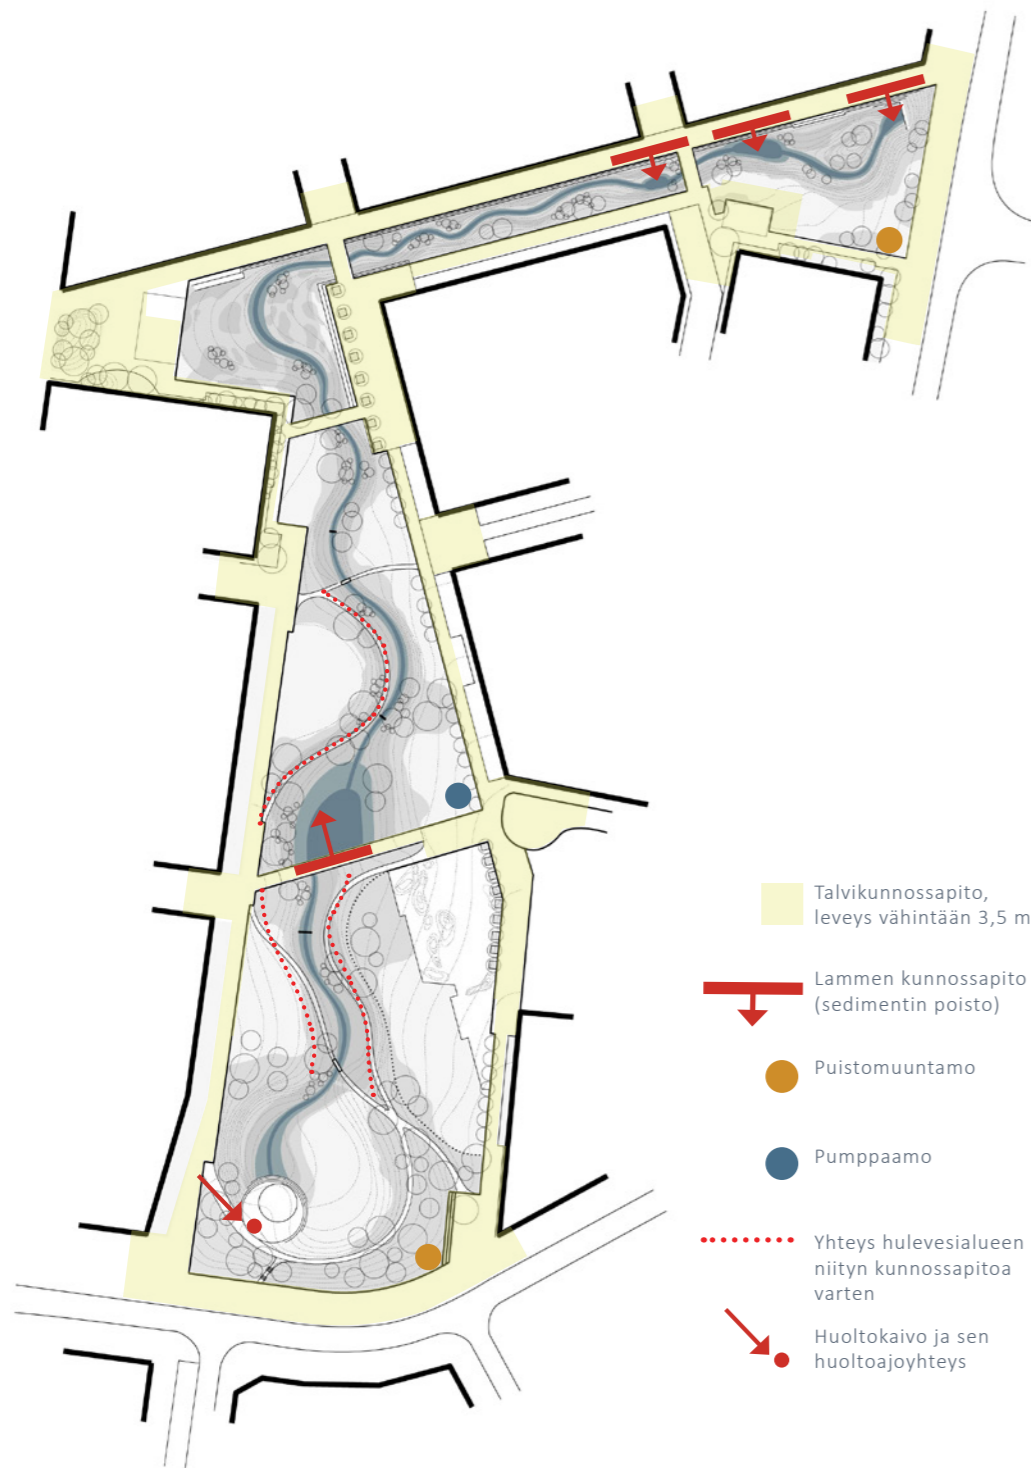 Talvikunnossapito,
leveys vähintään 3,5 m
Lammen kunnossapito
(sedimentin poisto)
Puistomuuntamo
Pumppaamo
Yhteys hulevesialueen
niityn kunnossapitoa
varten
Huoltokaivo ja sen
huoltoajoyhteys